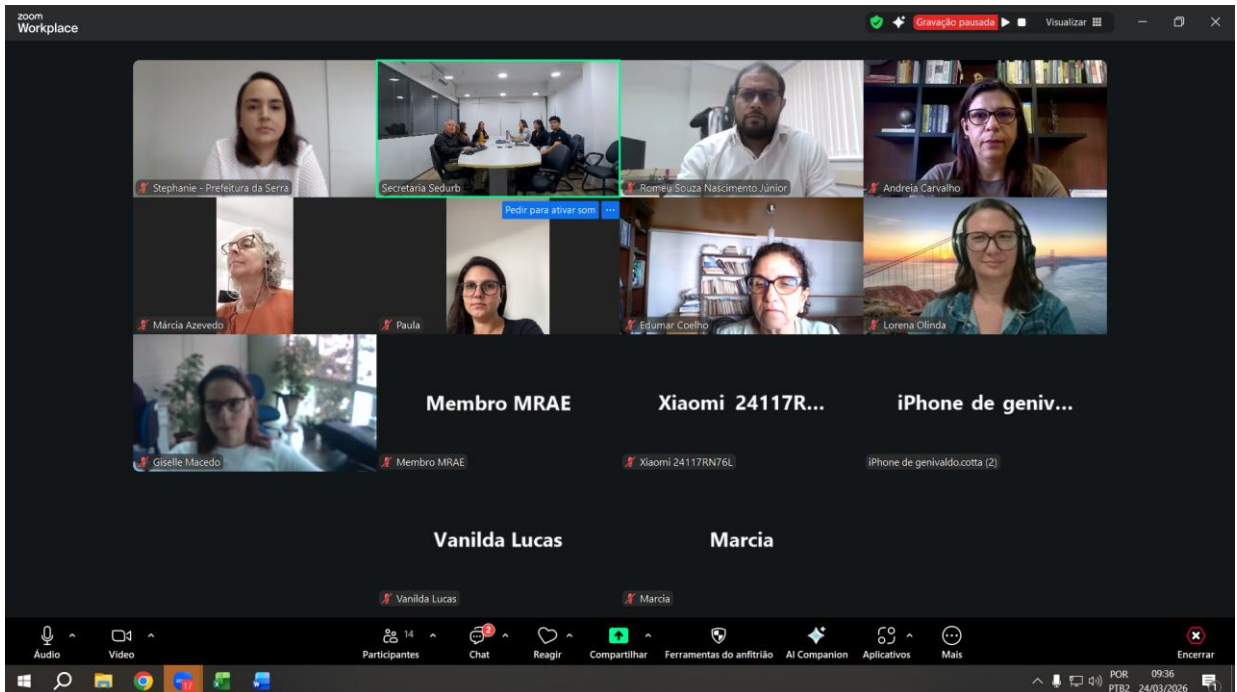 zoom
Workplace
Gravação pausada
Visualizar
Stephanie - Prefeitura da Serra
Secretaria Sedurb
Romeu Souza Nascimento Júnior
Andreia Carvalho
Pedir para ativar som ...
Márcia Azevedo
Paula
Edumar Coelho
Lorena Olinda
Giselle Macedo
Membro MRAE
Membro MRAE
Xiaomi 24117R...
Xiaomi 24117RN76L
iPhone de geniv...
iPhone de genivaldo.cotta (2)
Vanilda Lucas
Vanilda Lucas
Marcia
Marcia
Áudio
Vídeo
14
Participantes
2
Chat
Reagir
Compartilhar
Ferramentas do anfitrião
AI Companion
Aplicativos
Mais
Encerrar
17
POR
PTB2
09:36
24/03/2026